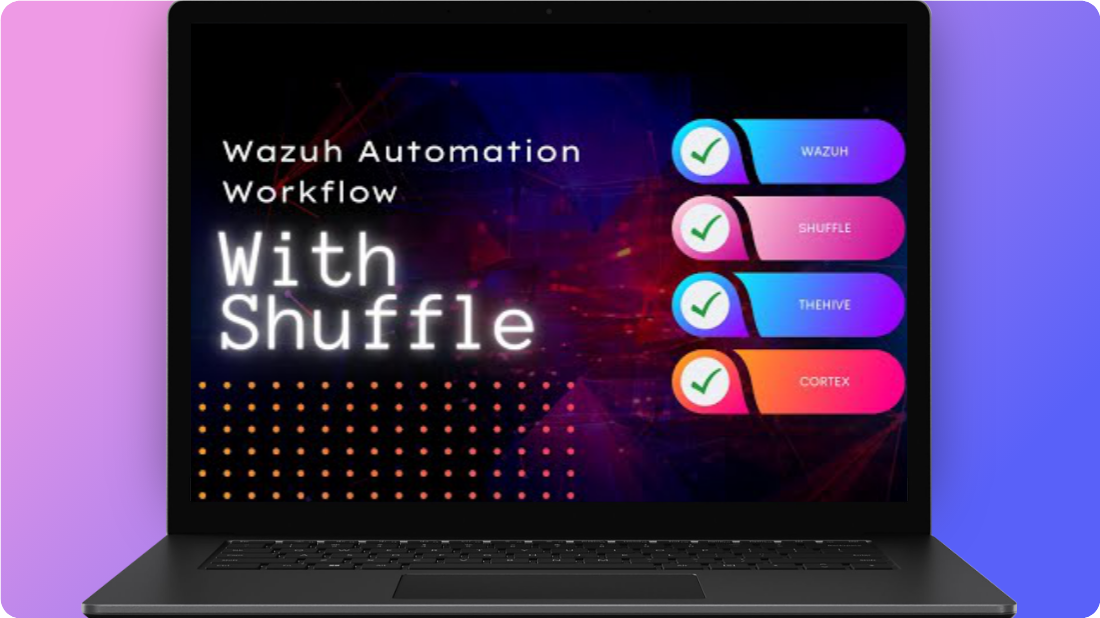 Wazuh Automation
Workflow
With
Shuffle
WAZUH
SHUFFLE
THEHIVE
CORTEX